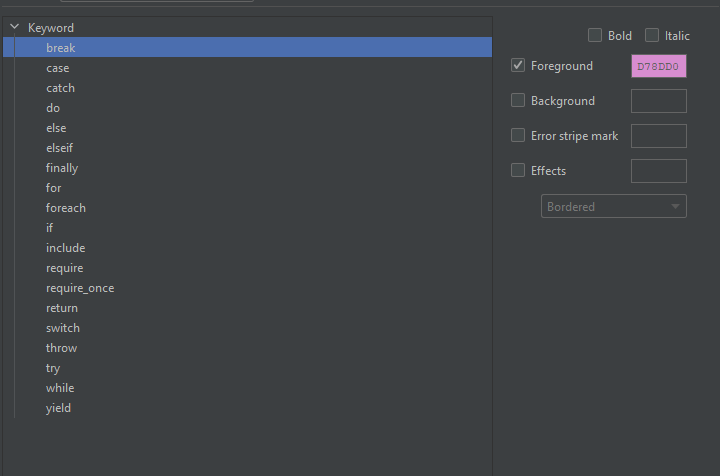 Keyword
break
case
catch
do
else
elseif
finally
for
foreach
if
include
require
require_once
return
switch
throw
try
while
yield
Bold Italic
Foreground D78DD0
Background
Error stripe mark
Effects
Bordered